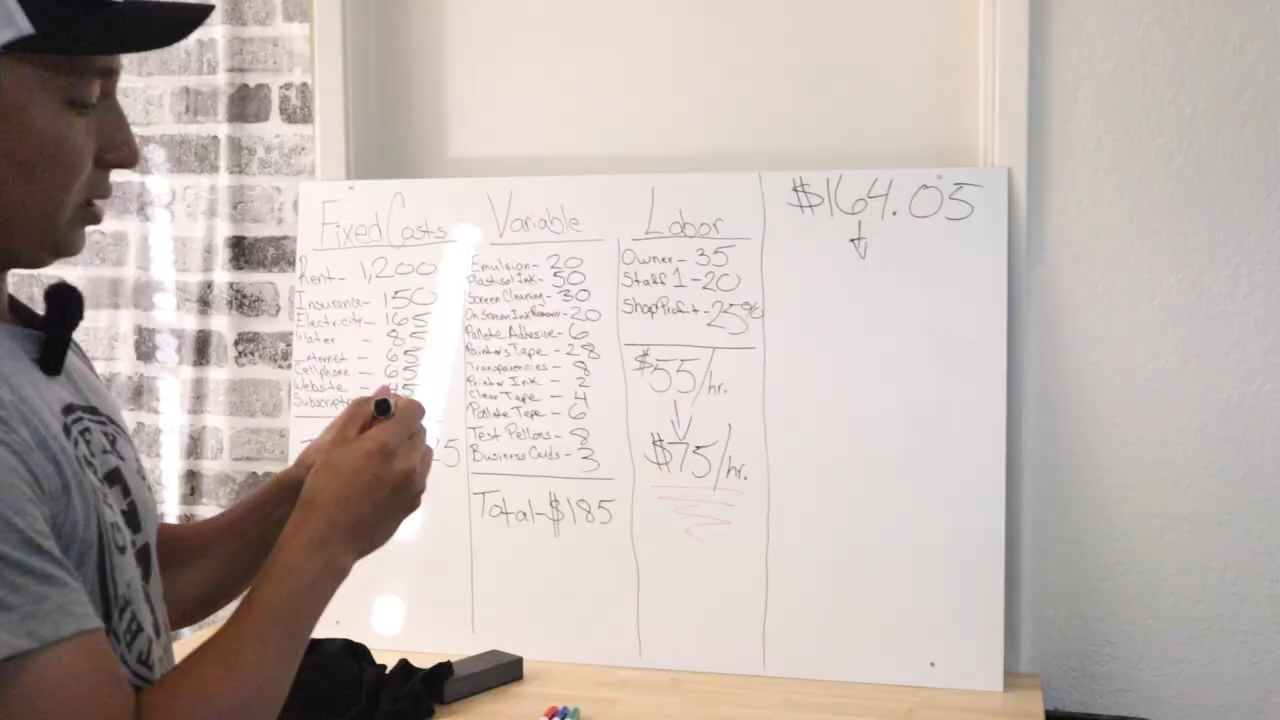 Fixed Costs
Rent- 1,200
Insurance- 150
Electricity- 165
Water - 85
Internet - 65
Cellphone - 65
Website - 45
Variable
Emulsion- 20
Plastisol Ink- 50
Screen Cleaning- 30
On Screen Ink Remover-20
Pallete Adhesive- 6
Painters Tape- 28
Transparencies- 8
Printer Ink - 2
Clear Tape - 4
Pallete Tape- 6
Test Pellons- 8
Business Cards- 3
Total-$185
Labor
Owner- 35
Staff 1-20
Shop Profit- 25%
$55/hr.
$75/hr.
$164.05